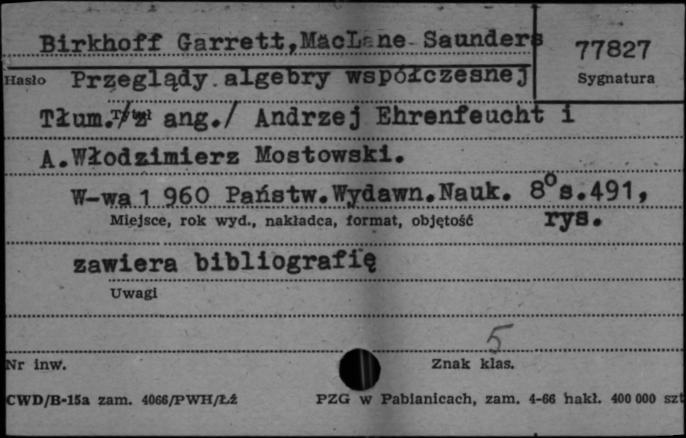 Birkhoff Garrett,MacLane Saunders
77827
Hasło Przeglądy algebry współczesnej
Sygnatura
Tłum./z ang./ Andrzej Ehrenfeucht i
A.Włodzimierz Mostowski.
W-wa 1 960 Państw.Wydawn.Nauk. 8° s.491,
Miejsce, rok wyd., nakładca, format, objętość
rys.
zawiera bibliografię
Uwagi
5
Nr inw.
Znak klas.
CWD/B-15a zam. 4066/PWH/Łż PZG w Pabianicach, zam. 4-66 nakł. 400 000 szt